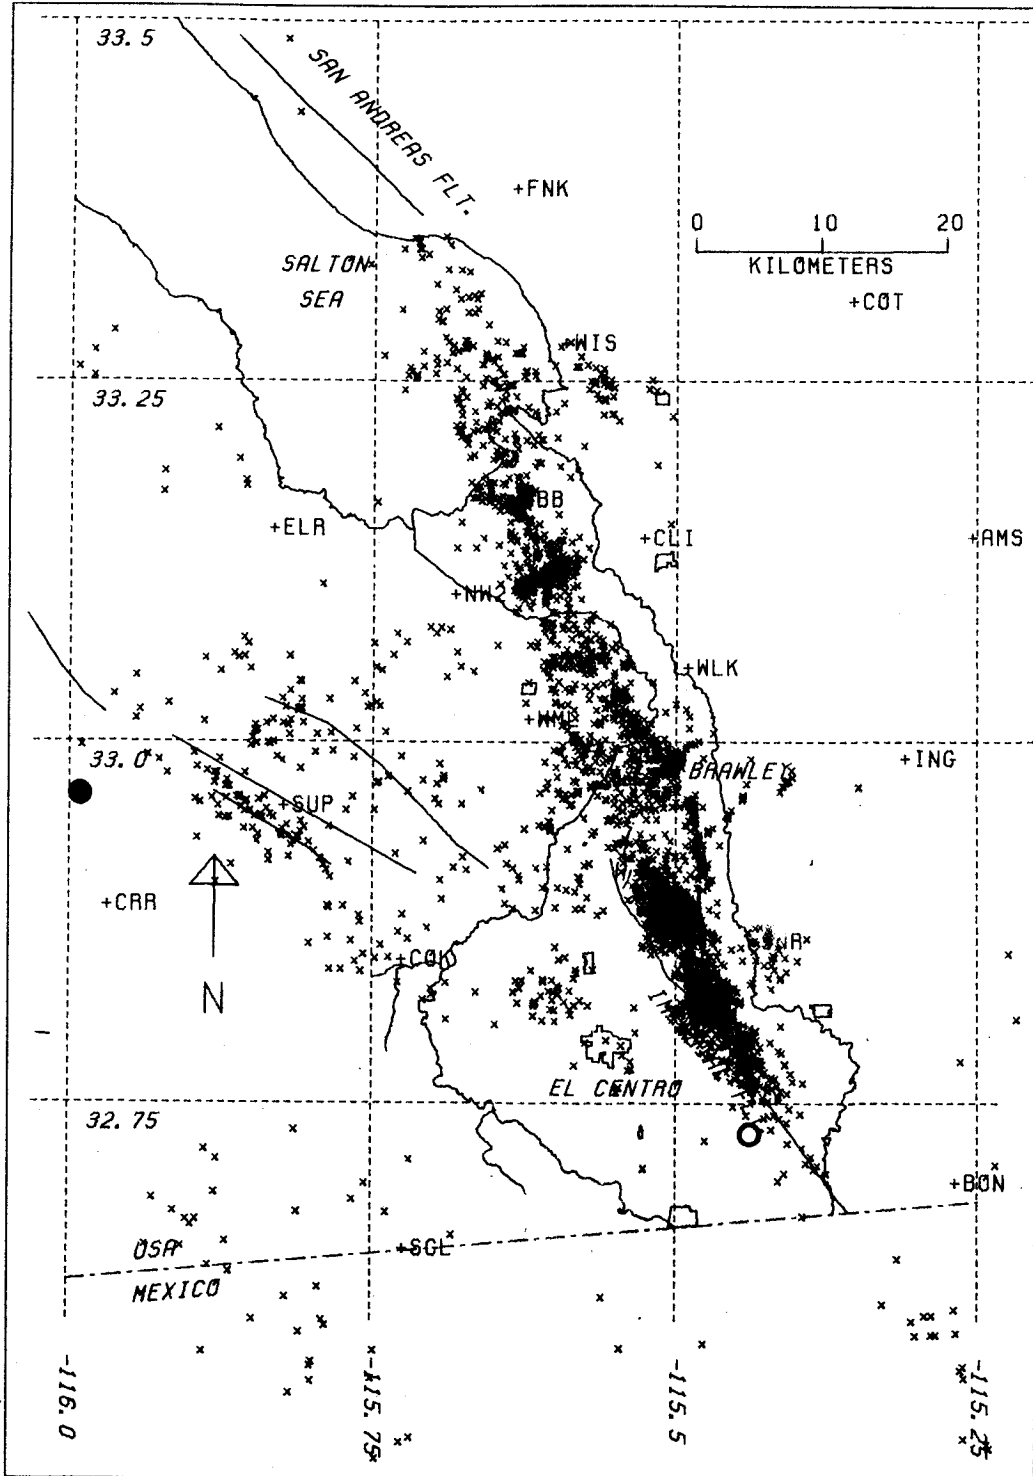 33.5
SAN ANDREAS FLT.
+FNK
0 10 20
KILOMETERS
SALTON
SEA
+COT
+WIS
33.25
BB
+ELR
+CLI
+AMS
+NW2
+WLK
+WML
33.0
BRAWLEY
+ING
+SUP
+CRR
+COK
N
EL CENTRO
32.75
+BON
USA
+SGL
MEXICO
-116.0
-115.75
-115.5
-115.25